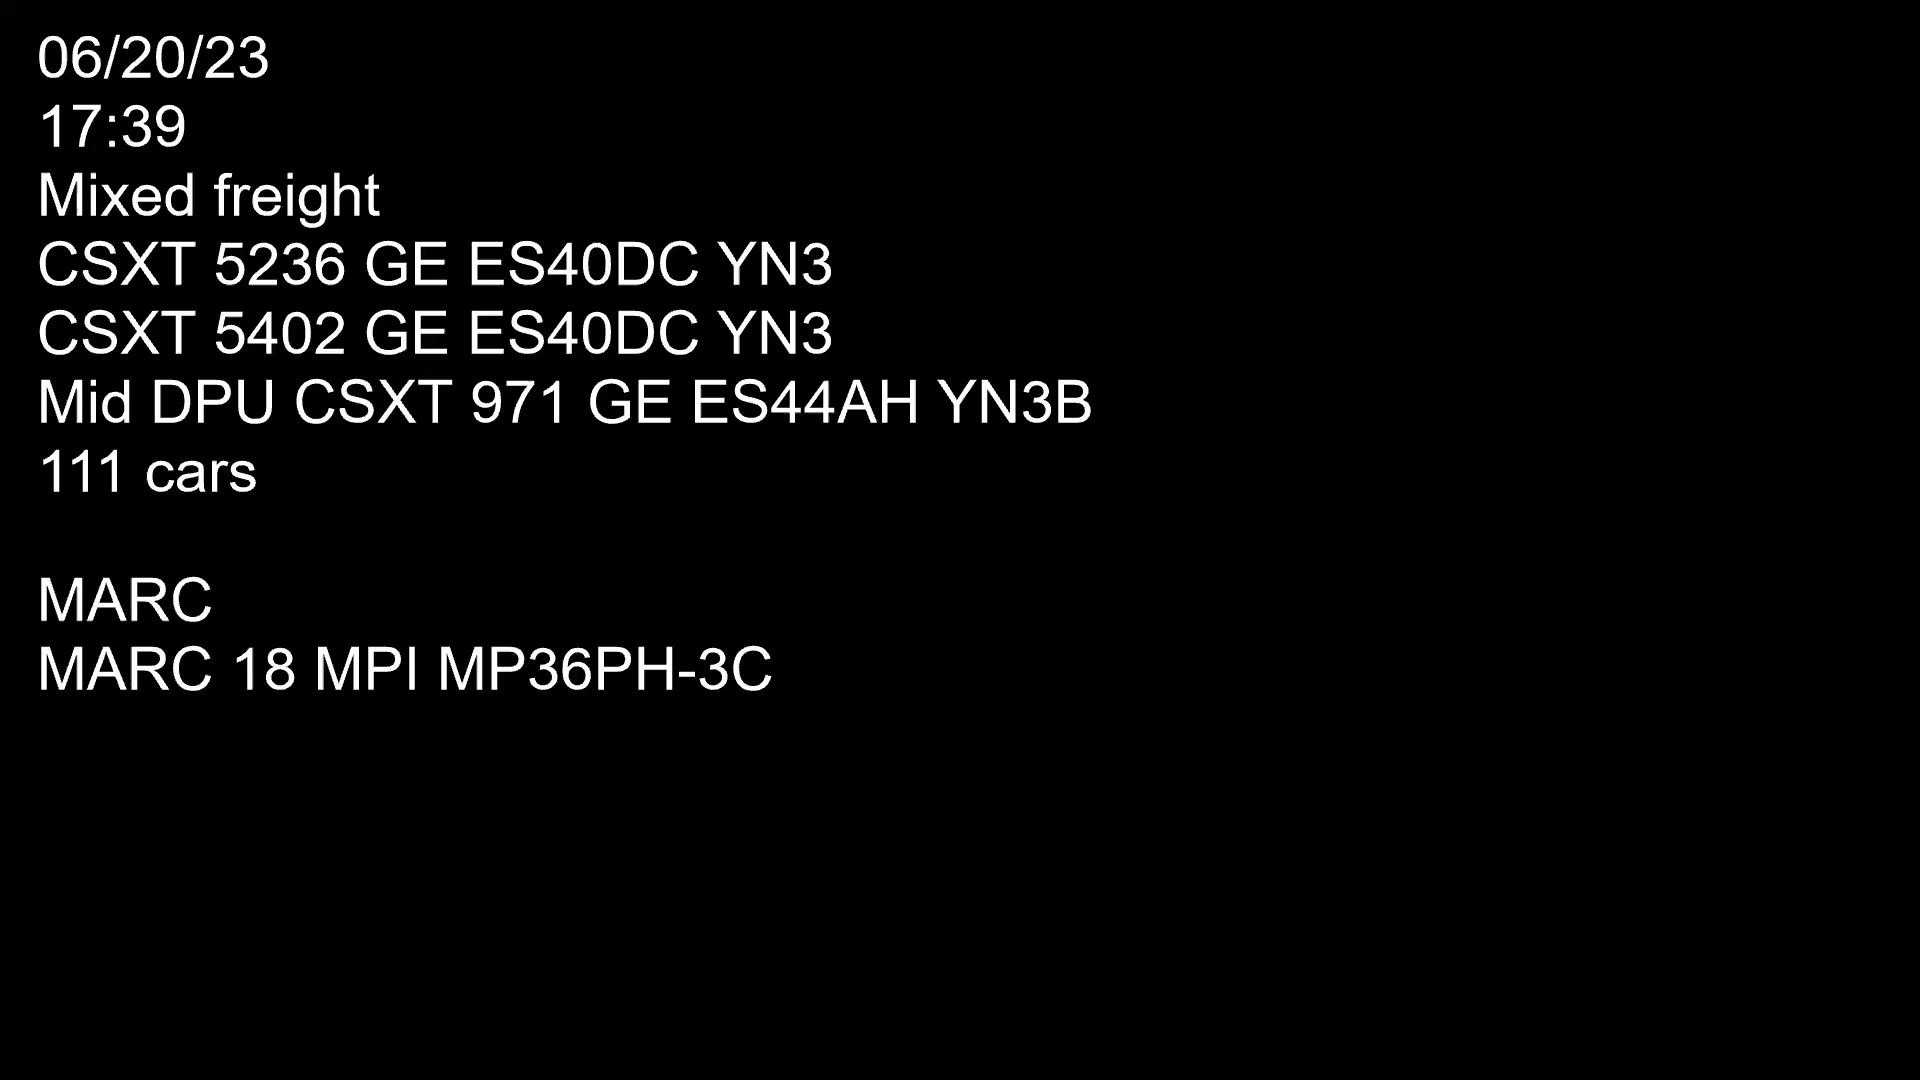 06/20/23
17:39
Mixed freight
CSXT 5236 GE ES40DC YN3
CSXT 5402 GE ES40DC YN3
Mid DPU CSXT 971 GE ES44AH YN3B
111 cars
MARC
MARC 18 MPI MP36PH-3C